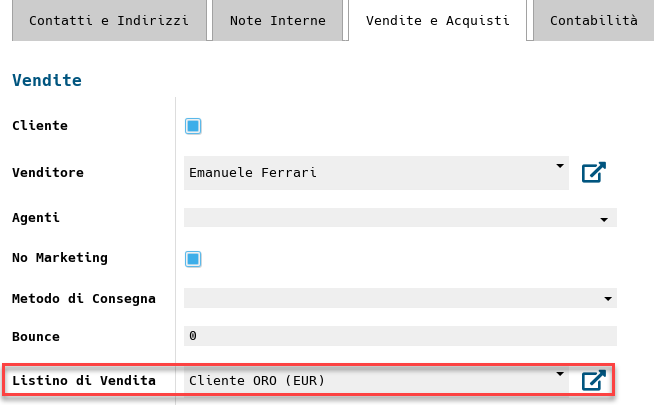 Contatti e Indirizzi Note Interne Vendite e Acquisti Contabilità
Vendite
Cliente
Venditore Emanuele Ferrari
Agenti
No Marketing
Metodo di Consegna
Bounce 0
Listino di Vendita Cliente ORO (EUR)